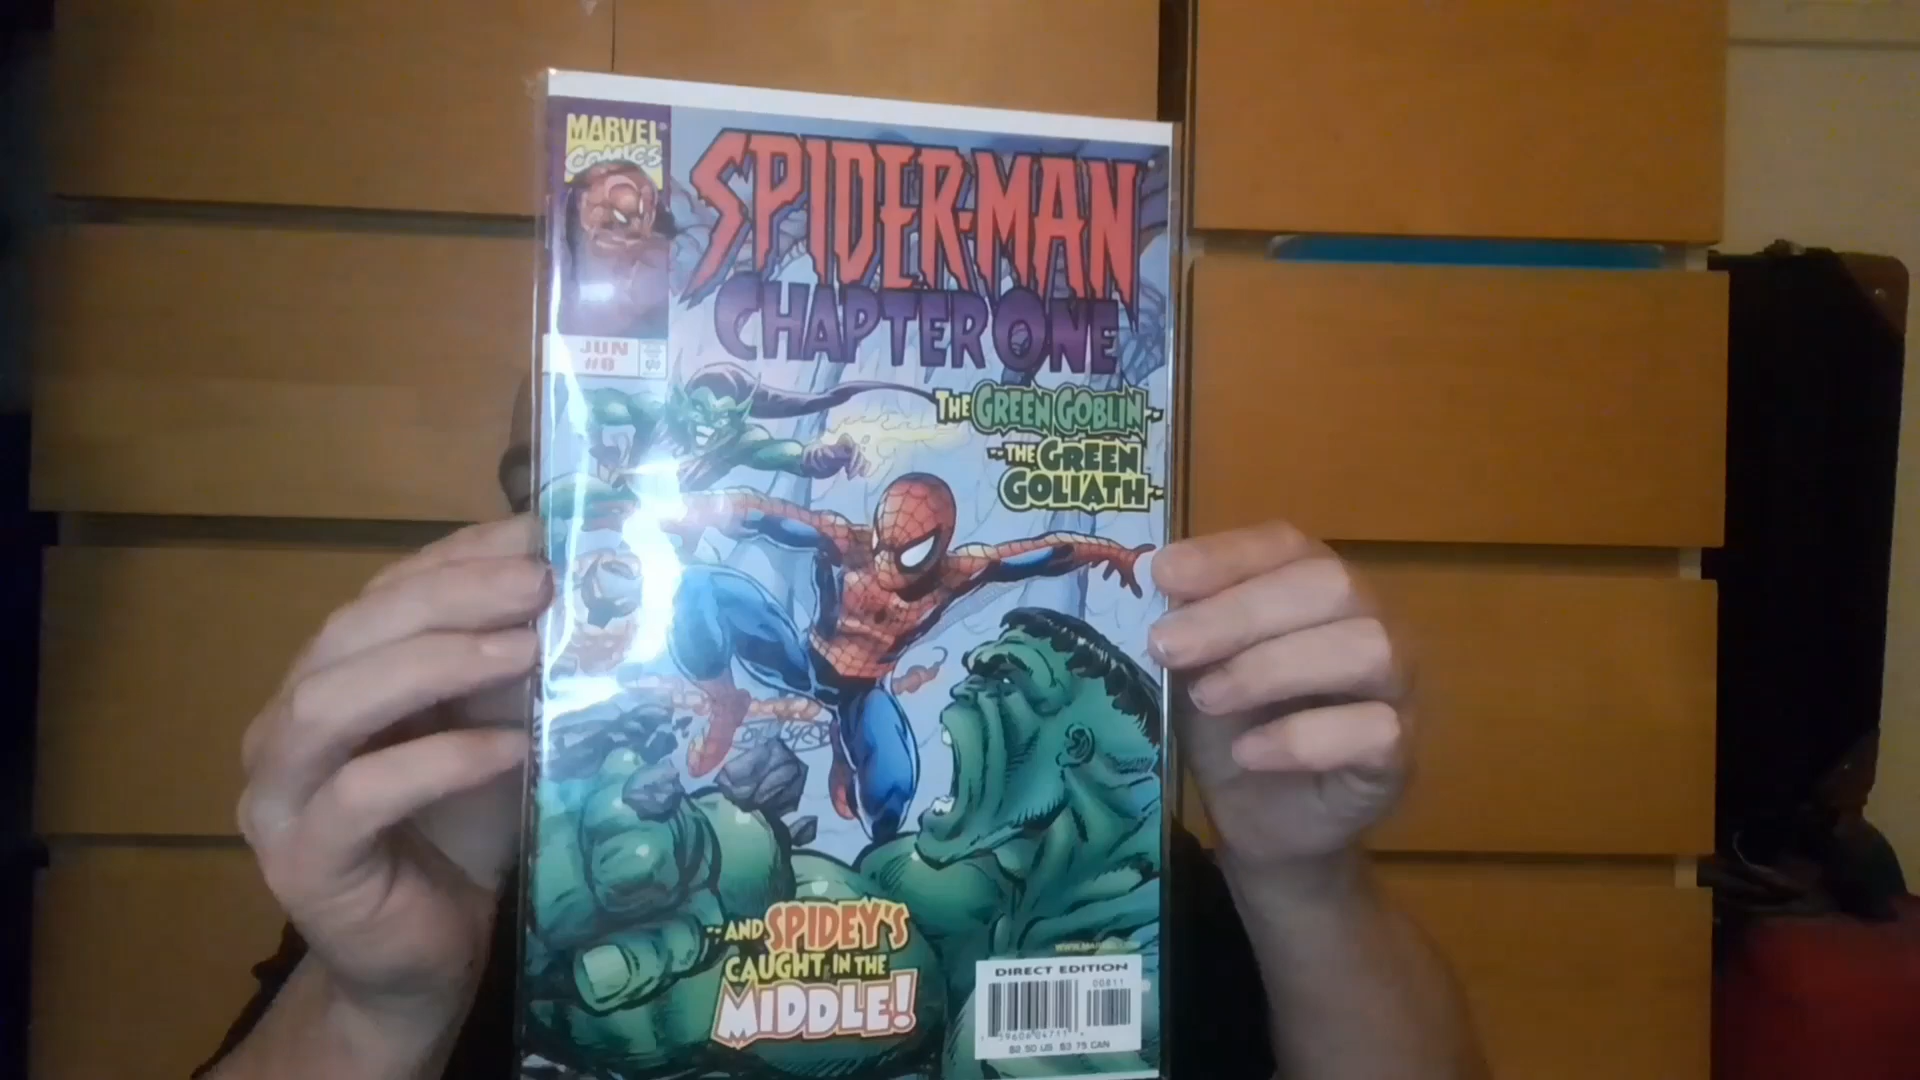 MARVEL
COMICS
SPIDER-MAN
CHAPTER ONE
JUN
#8
THE GREEN GOBLIN--
--THE GREEN
GOLIATH--
--AND SPIDEY'S
CAUGHT IN THE
MIDDLE!
DIRECT EDITION
00811
$2.50 US $3.75 CAN